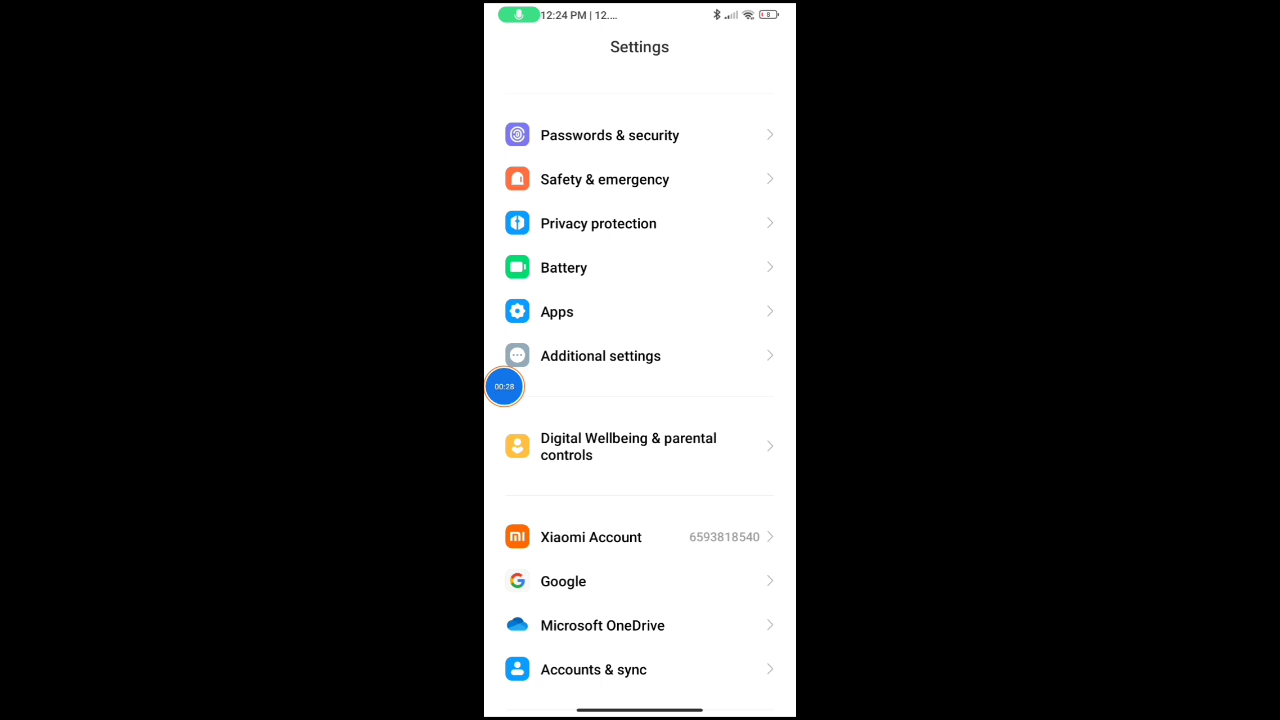 12:24 PM | 12....
8
Settings
Passwords & security
Safety & emergency
Privacy protection
Battery
Apps
Additional settings
00:28
Digital Wellbeing & parental
controls
Xiaomi Account 6593818540
Google
Microsoft OneDrive
Accounts & sync